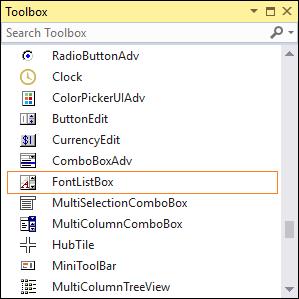 Toolbox
Search Toolbox
RadioButtonAdv
Clock
ColorPickerUIAdv
ButtonEdit
CurrencyEdit
ComboBoxAdv
FontListBox
MultiSelectionComboBox
MultiColumnComboBox
HubTile
MiniToolBar
MultiColumnTreeView